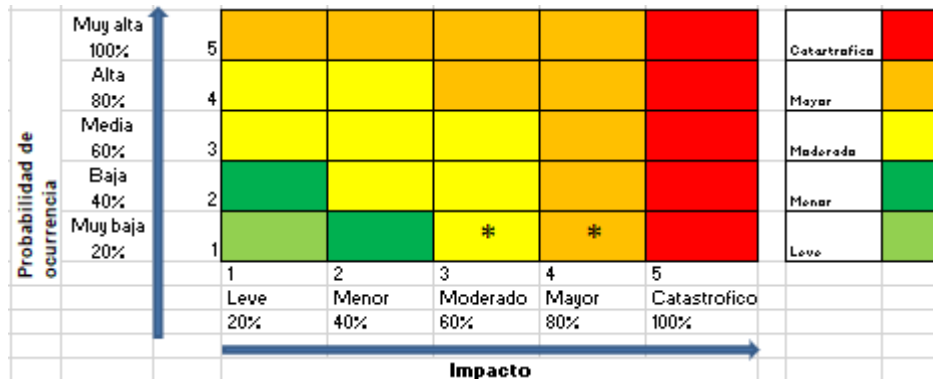 Probabilidad de
ocurrencia
Muy alta
100%
5
Alta
80%
4
Media
60%
3
Baja
40%
2
Muy baja
20%
1
*
*
1 2 3 4 5
Leve Menor Moderado Mayor Catastrofico
20% 40% 60% 80% 100%
Impacto
Catastrofico
Mayor
Moderado
Menor
Leve